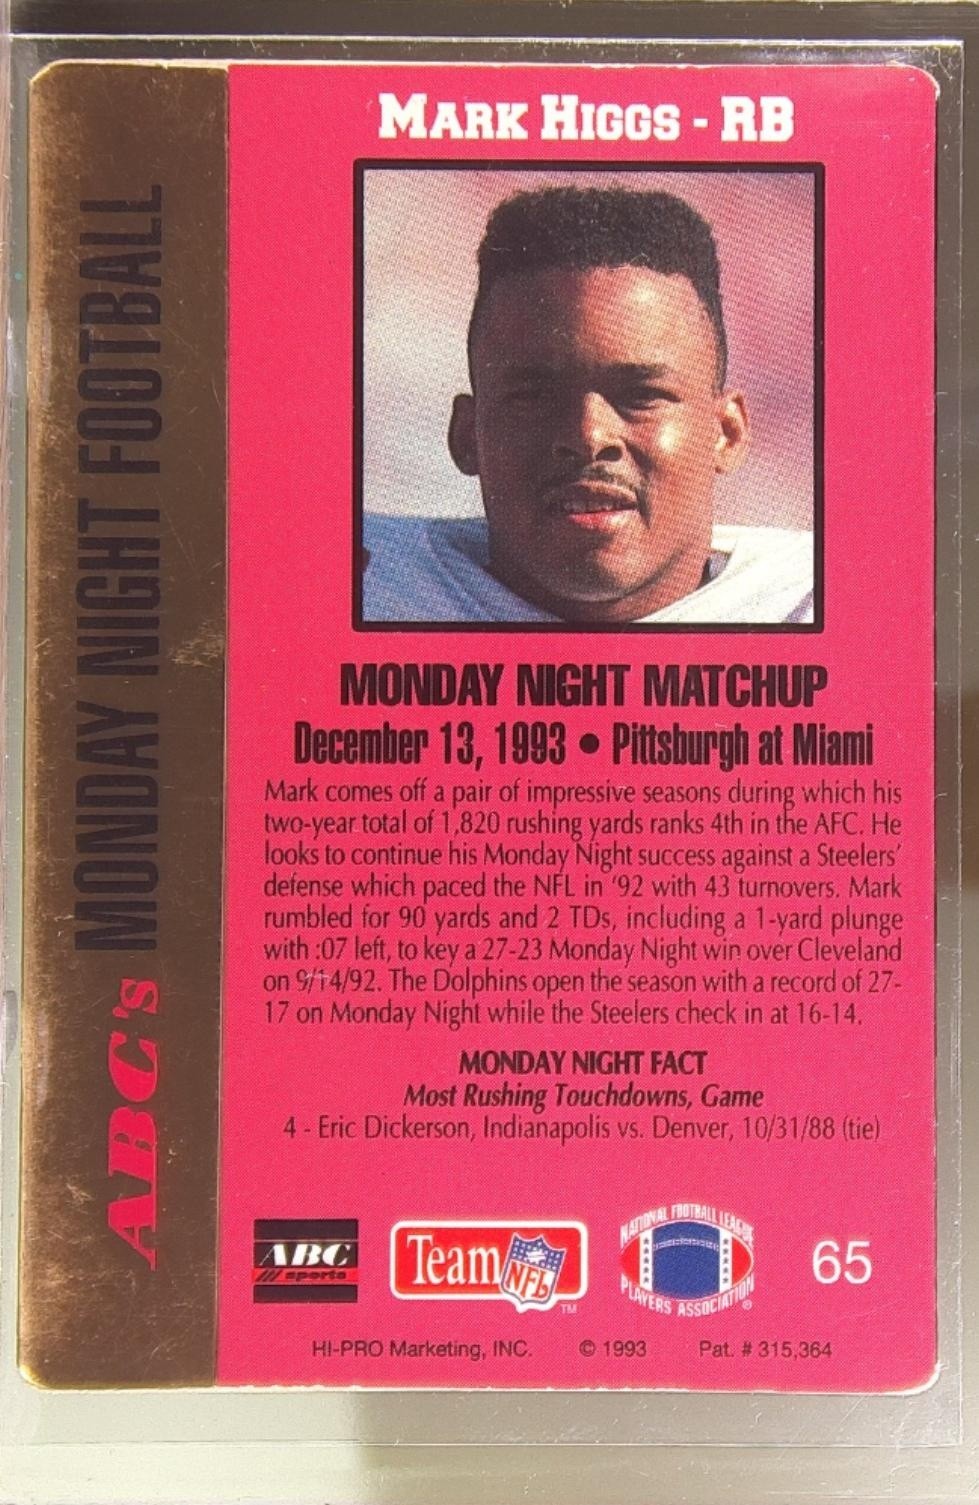 MARK HIGGS - RB
ABC's MONDAY NIGHT FOOTBALL
MONDAY NIGHT MATCHUP
December 13, 1993 • Pittsburgh at Miami
Mark comes off a pair of impressive seasons during which his
two-year total of 1,820 rushing yards ranks 4th in the AFC. He
looks to continue his Monday Night success against a Steelers'
defense which paced the NFL in '92 with 43 turnovers. Mark
rumbled for 90 yards and 2 TDs, including a 1-yard plunge
with :07 left, to key a 27-23 Monday Night win over Cleveland
on 9/14/92. The Dolphins open the season with a record of 27-
17 on Monday Night while the Steelers check in at 16-14.
MONDAY NIGHT FACT
Most Rushing Touchdowns, Game
4 - Eric Dickerson, Indianapolis vs. Denver, 10/31/88 (tie)
ABC
sports
Team NFL ™
NATIONAL FOOTBALL LEAGUE
PLAYERS ASSOCIATION ®
65
HI-PRO Marketing, INC. © 1993 Pat. # 315,364